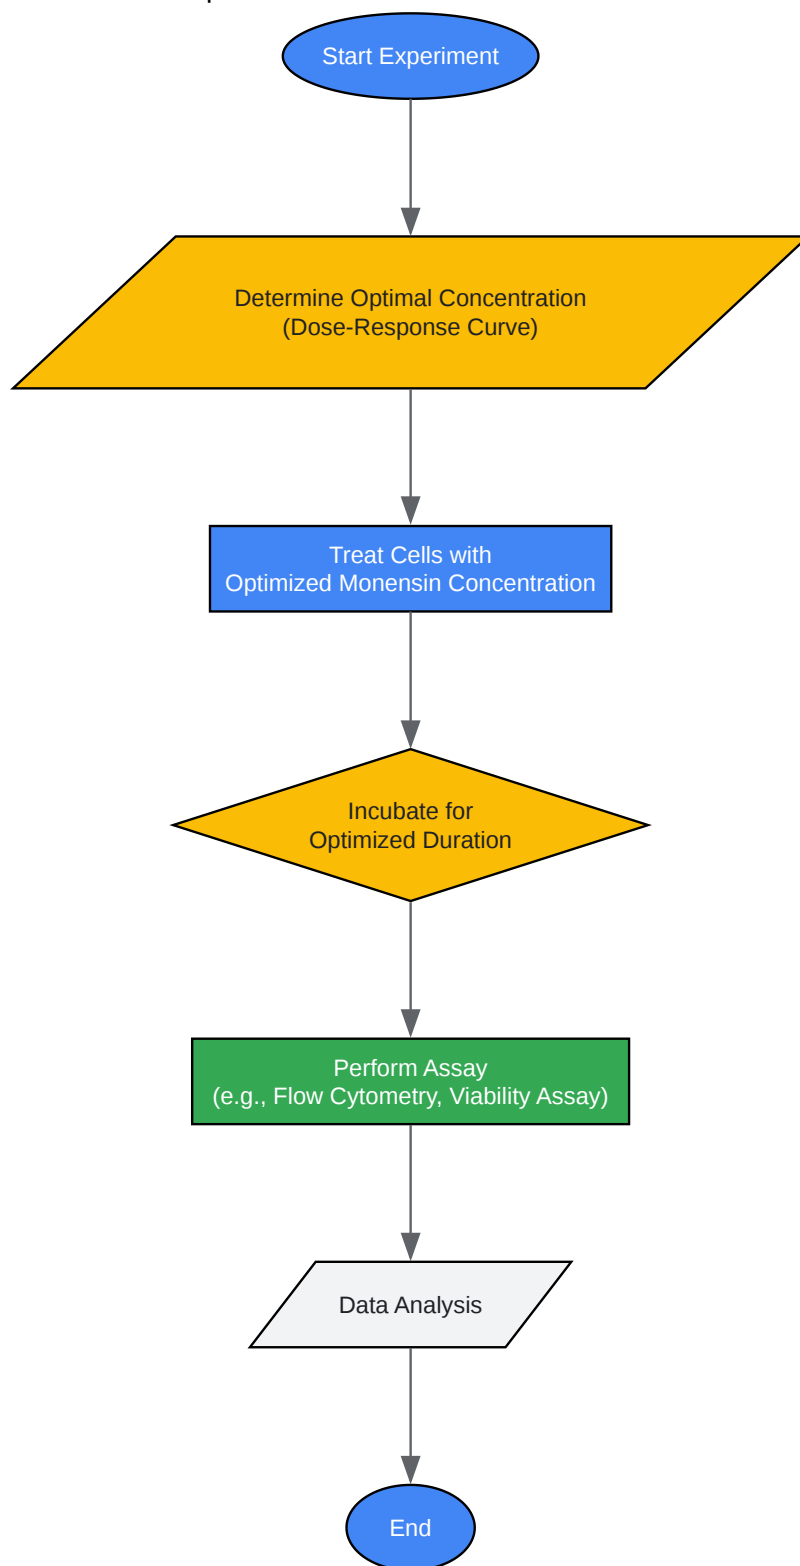 Start Experiment
Determine Optimal Concentration
(Dose-Response Curve)
Treat Cells with
Optimized Monensin Concentration
Incubate for
Optimized Duration
Perform Assay
(e.g., Flow Cytometry, Viability Assay)
Data Analysis
End